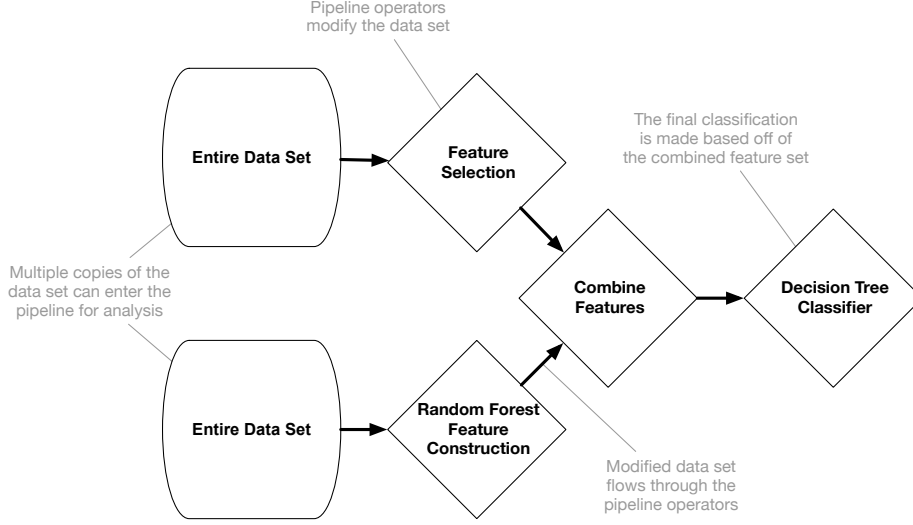 Pipeline operators
modify the data set
Entire Data Set
Feature
Selection
The final classification
is made based off of
the combined feature set
Multiple copies of the
data set can enter the
pipeline for analysis
Combine
Features
Decision Tree
Classifier
Entire Data Set
Random Forest
Feature
Construction
Modified data set
flows through the
pipeline operators